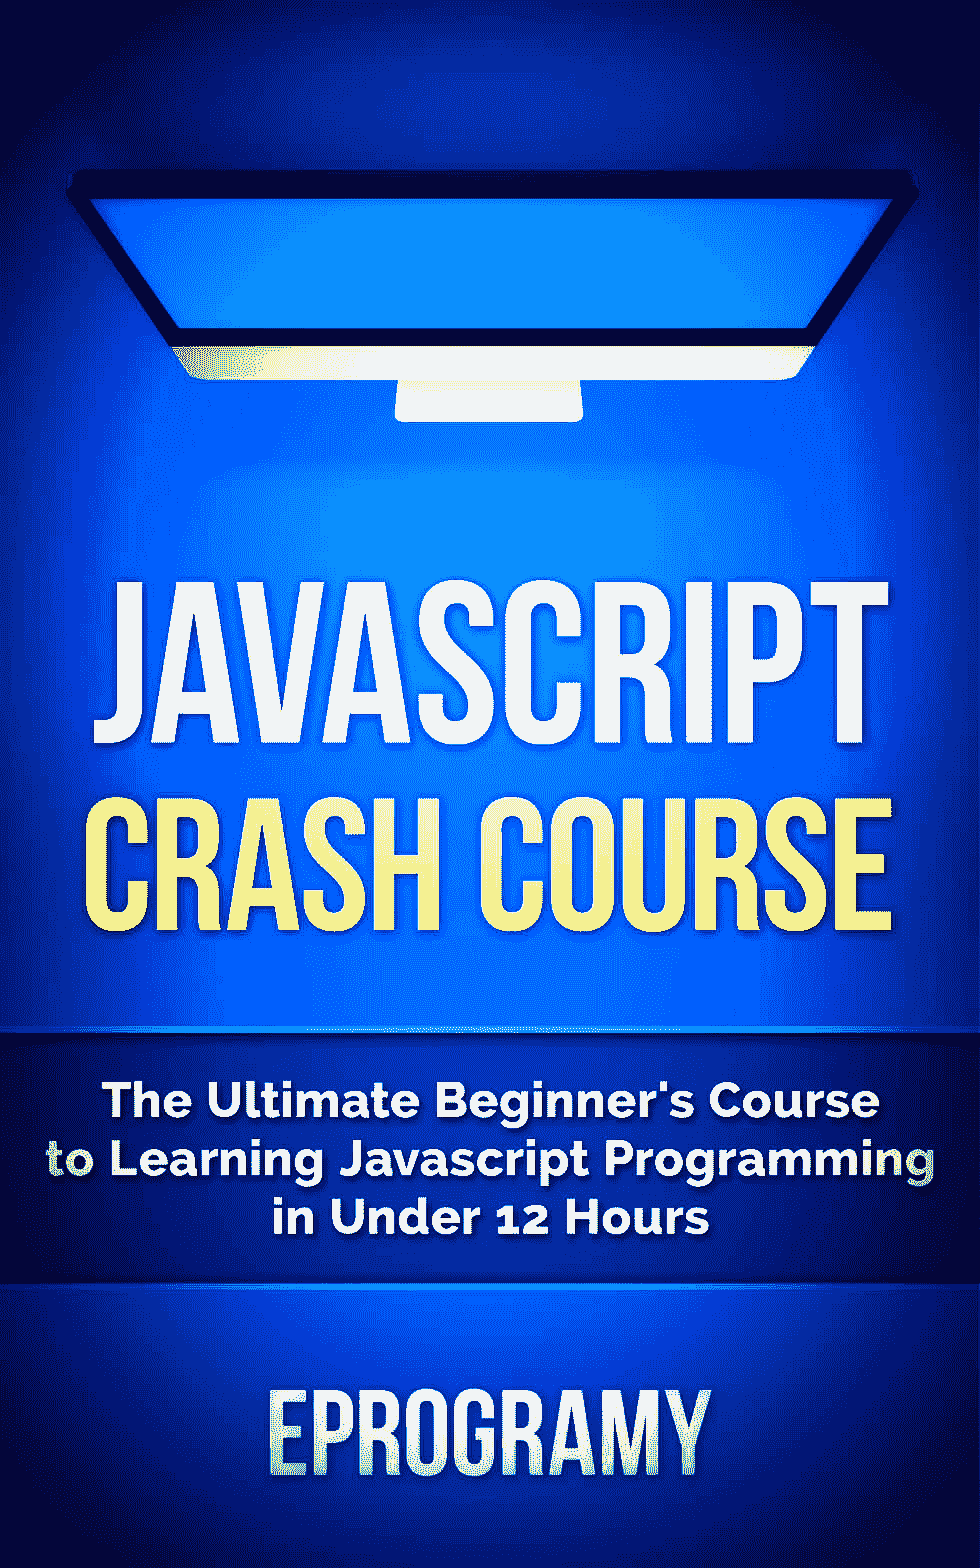 JAVASCRIPT
CRASH COURSE
The Ultimate Beginner's Course
to Learning Javascript Programming
in Under 12 Hours
EPROGRAMY